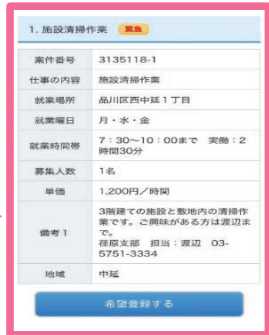 1. 施設清掃作業 緊急
案件番号 3135118-1
仕事の内容 施設清掃作業
就業場所 品川区西中延1丁目
就業曜日 月・水・金
就業時間帯 7：30〜10：00まで 実働：2
時間30分
募集人数 1名
単価 1,200円／時間
備考1 3階建ての施設と敷地内の清掃作
業です。ご興味がある方は渡辺ま
で。
荏原支部 担当：渡辺 03-
5751-3334
地域 中延
希望登録する